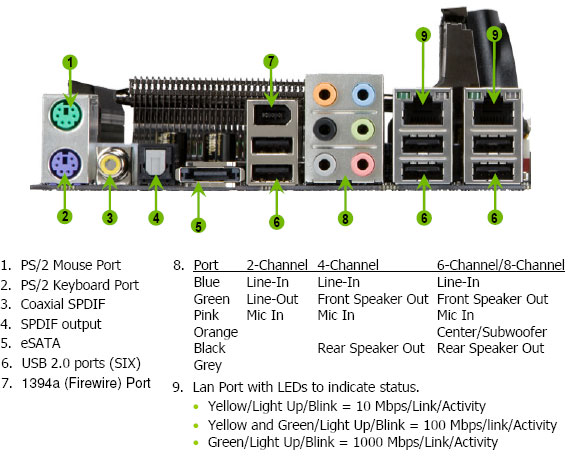 1
7
9
9
2
3
4
5
6
8
6
6
1. PS/2 Mouse Port
2. PS/2 Keyboard Port
3. Coaxial SPDIF
4. SPDIF output
5. eSATA
6. USB 2.0 ports (SIX)
7. 1394a (Firewire) Port
8. Port 2-Channel 4-Channel 6-Channel/8-Channel
Blue Line-In Line-In Line-In
Green Line-Out Front Speaker Out Front Speaker Out
Pink Mic In Mic In Mic In
Orange Center/Subwoofer
Black Rear Speaker Out Rear Speaker Out
Grey
9. Lan Port with LEDs to indicate status.
• Yellow/Light Up/Blink = 10 Mbps/Link/Activity
• Yellow and Green/Light Up/Blink = 100 Mbps/link/Activity
• Green/Light Up/Blink = 1000 Mbps/Link/Activity